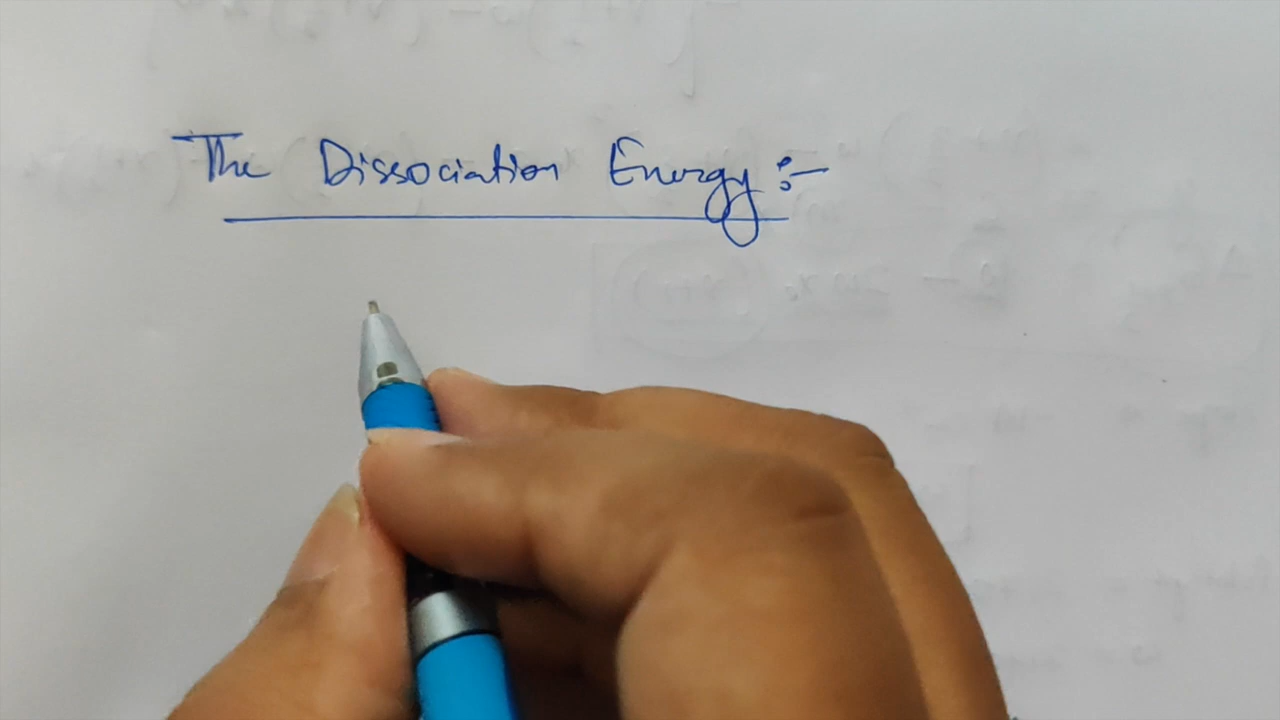 The Dissociation Energy :-